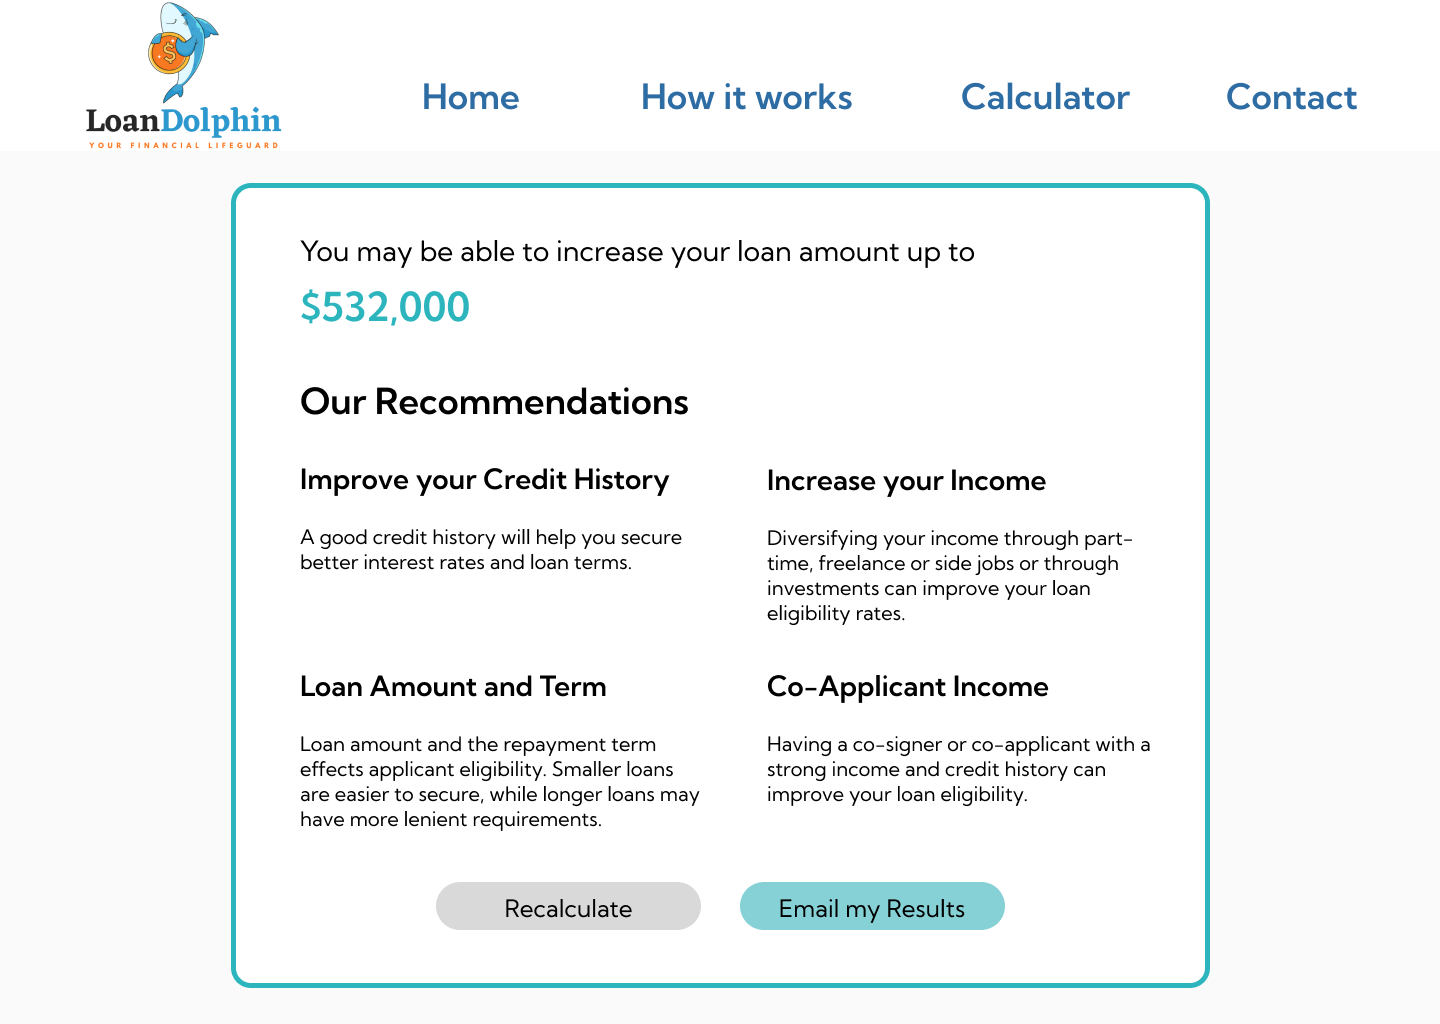 LoanDolphin
YOUR FINANCIAL LIFEGUARD
Home
How it works
Calculator
Contact
You may be able to increase your loan amount up to
$532,000
Our Recommendations
Improve your Credit History
A good credit history will help you secure
better interest rates and loan terms.
Increase your Income
Diversifying your income through part-
time, freelance or side jobs or through
investments can improve your loan
eligibility rates.
Loan Amount and Term
Loan amount and the repayment term
effects applicant eligibility. Smaller loans
are easier to secure, while longer loans may
have more lenient requirements.
Co-Applicant Income
Having a co-signer or co-applicant with a
strong income and credit history can
improve your loan eligibility.
Recalculate
Email my Results